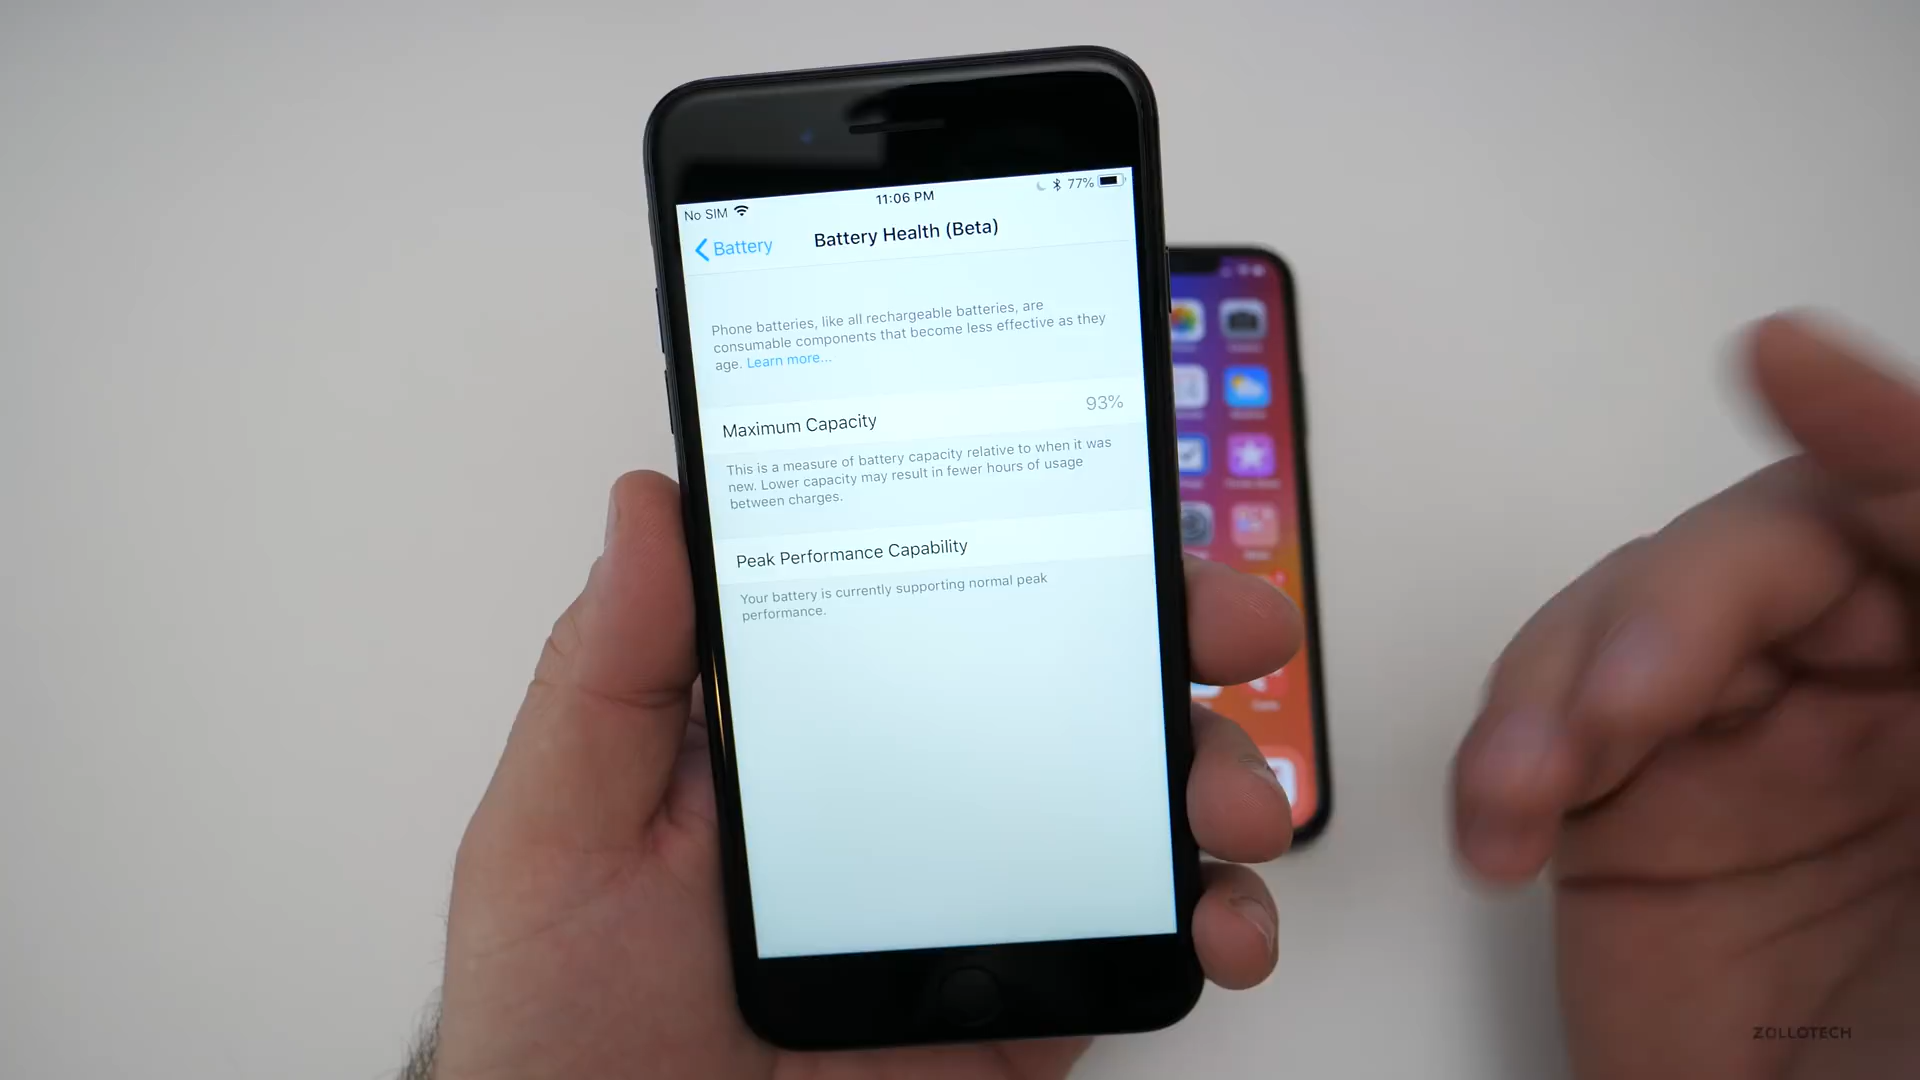 No SIM 11:06 PM 77%
Battery Battery Health (Beta)
Phone batteries, like all rechargeable batteries, are
consumable components that become less effective as they
age. Learn more...
Maximum Capacity 93%
This is a measure of battery capacity relative to when it was
new. Lower capacity may result in fewer hours of usage
between charges.
Peak Performance Capability
Your battery is currently supporting normal peak
performance.
ZOLLOTECH